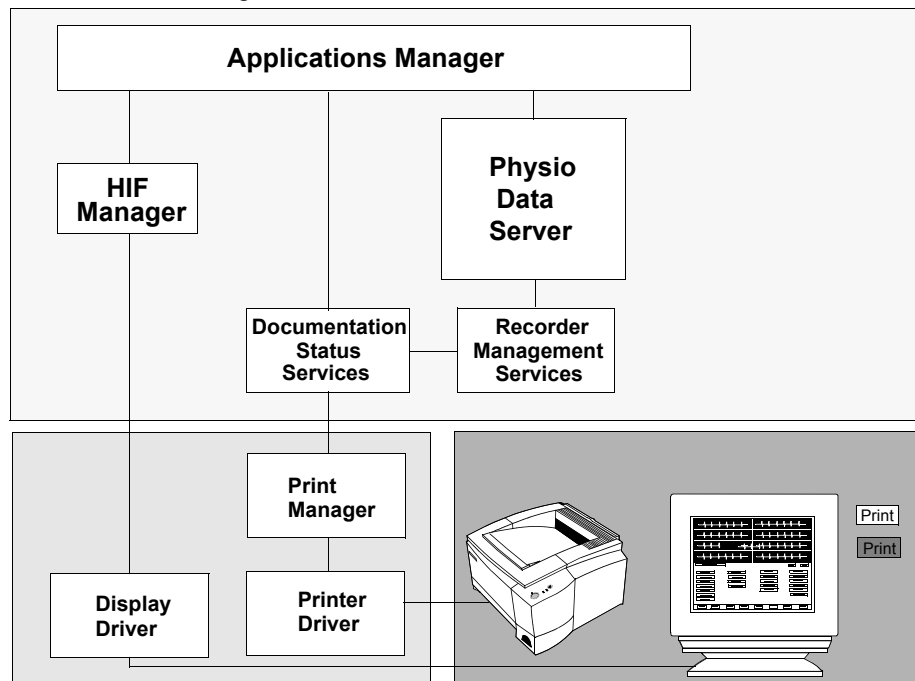 Applications Manager
HIF
Manager
Physio
Data
Server
Documentation
Status
Services
Recorder
Management
Services
Print
Manager
Display
Driver
Printer
Driver
Print
Print